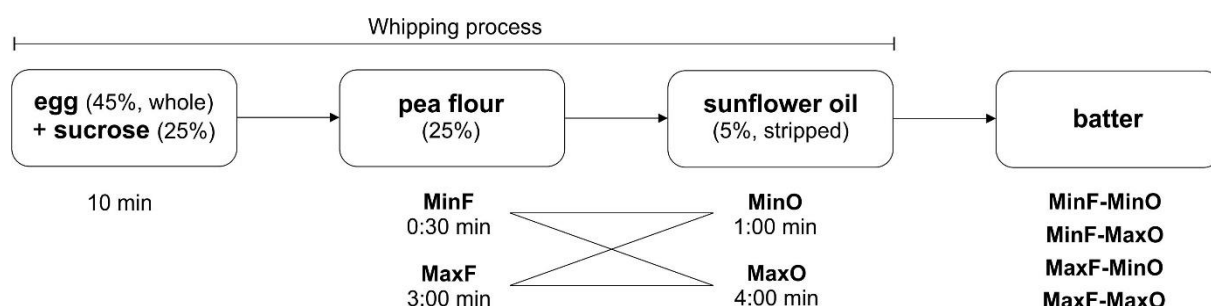 Whipping process
egg (45%, whole)
+ sucrose (25%)
pea flour
(25%)
sunflower oil
(5%, stripped)
batter
10 min
MinF
0:30 min
MaxF
3:00 min
MinO
1:00 min
MaxO
4:00 min
MinF-MinO
MinF-MaxO
MaxF-MinO
MaxF-MaxO